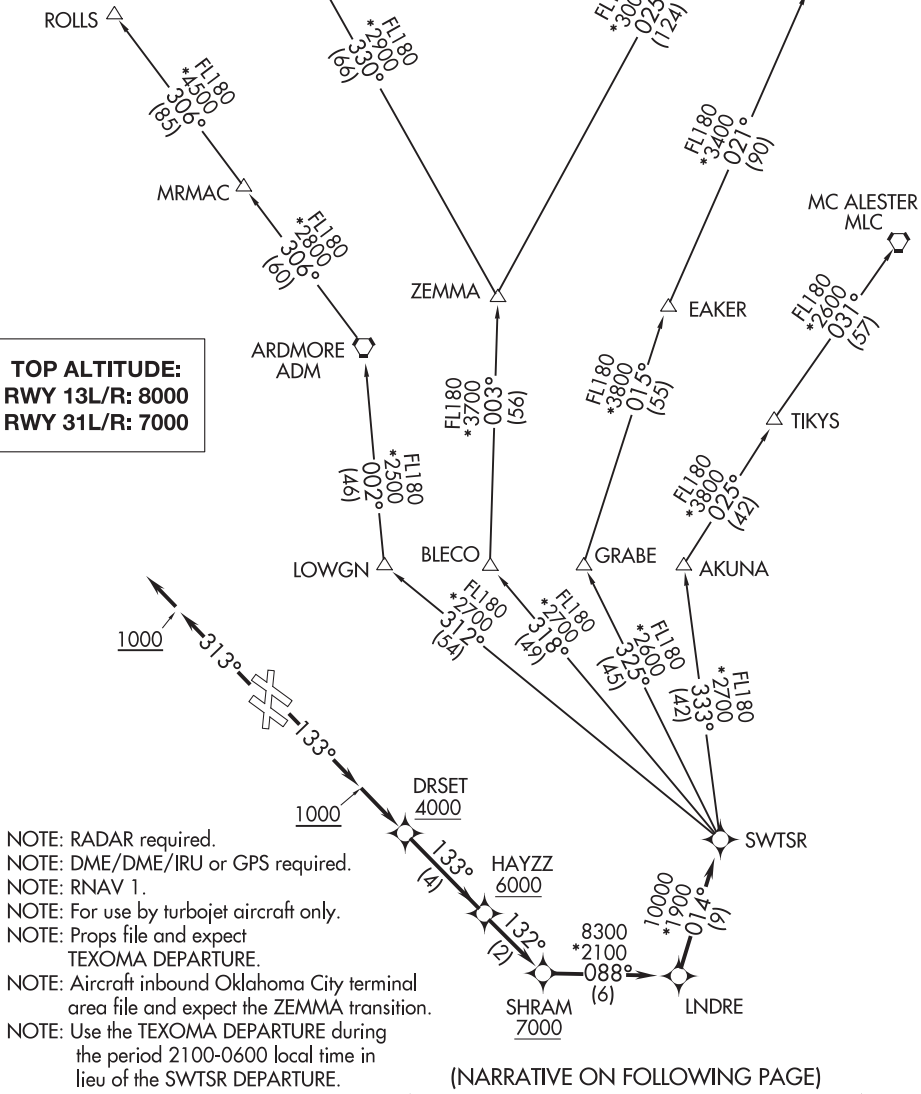 ROLLS
FL180
*4500
306°
(85)
FL180
*2900
330°
(66)
FL180
*3000
025°
(124)
FL180
*3400
021°
(90)
MRMAC
FL180
*2800
306°
(60)
MC ALESTER
MLC
ZEMMA
EAKER
FL180
*2600
031°
(57)
ARDMORE
ADM
TOP ALTITUDE:
RWY 13L/R: 8000
RWY 31L/R: 7000
FL180
*3700
003°
(56)
FL180
*3800
015°
(55)
TIKYS
FL180
*2500
002°
(46)
FL180
*3800
025°
(42)
LOWGN
BLECO
GRABE
AKUNA
FL180
*2700
312°
(54)
FL180
*2700
318°
(49)
FL180
*2600
325°
(45)
FL180
*2700
333°
(42)
1000
313°
133°
1000
DRSET
4000
SWTSR
133°
(4)
HAYZZ
6000
132°
(2)
8300
*2100
088°
(6)
10000
*1900
014°
(9)
SHRAM
7000
LNDRE
NOTE: RADAR required.
NOTE: DME/DME/IRU or GPS required.
NOTE: RNAV 1.
NOTE: For use by turbojet aircraft only.
NOTE: Props file and expect
TEXOMA DEPARTURE.
NOTE: Aircraft inbound Oklahoma City terminal
area file and expect the ZEMMA transition.
NOTE: Use the TEXOMA DEPARTURE during
the period 2100-0600 local time in
lieu of the SWTSR DEPARTURE.
(NARRATIVE ON FOLLOWING PAGE)